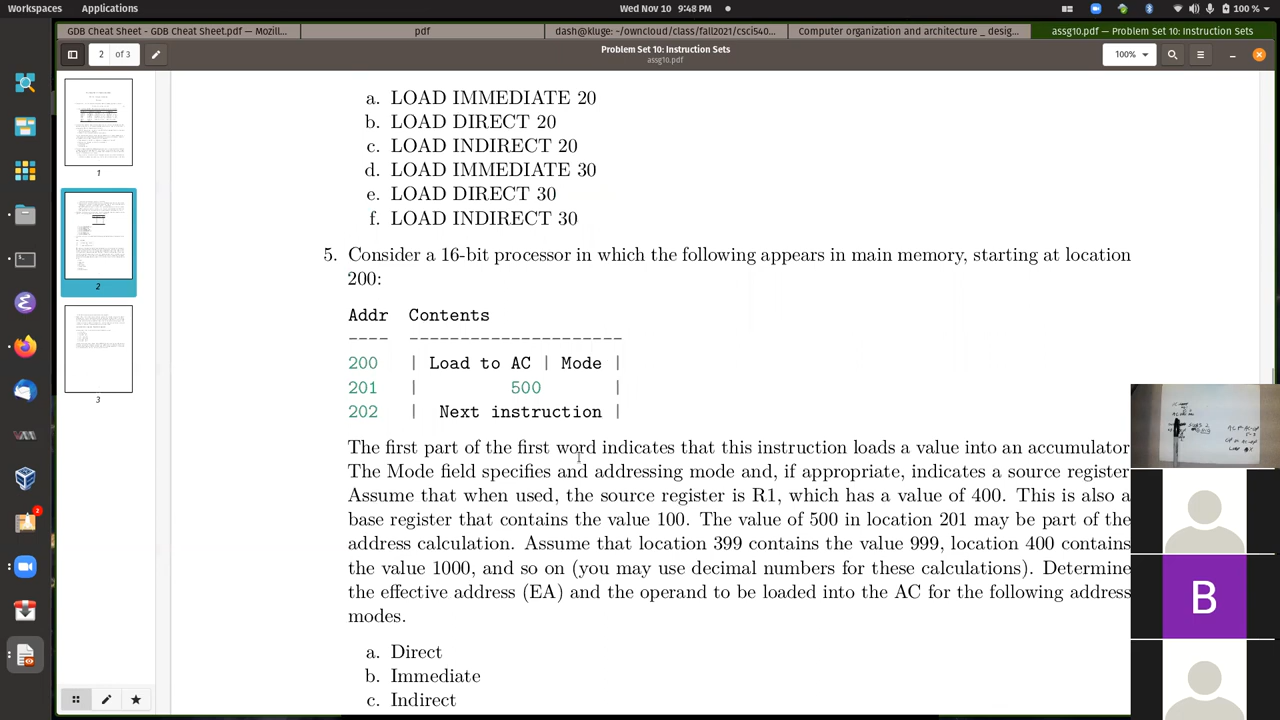 Workspaces Applications Wed Nov 10 9:48 PM 100 %
GDB Cheat Sheet - GDB Cheat Sheet.pdf — Mozill... pdf dash@kluge: ~/owncloud/class/fall2021/csci540... Computer organization and architecture _ desig... assg10.pdf — Problem Set 10: Instruction Sets
2 of 3 Problem Set 10: Instruction Sets 100%
assg10.pdf
a. LOAD IMMEDIATE 20
b. LOAD DIRECT 20
c. LOAD INDIRECT 20
d. LOAD IMMEDIATE 30
e. LOAD DIRECT 30
f. LOAD INDIRECT 30
5. Consider a 16-bit processor in which the following appears in main memory, starting at location
200:
Addr Contents
---- ---------------------
200 | Load to AC | Mode |
201 | 500 |
202 | Next instruction |
The first part of the first word indicates that this instruction loads a value into an accumulator
The Mode field specifies and addressing mode and, if appropriate, indicates a source register
Assume that when used, the source register is R1, which has a value of 400. This is also a
base register that contains the value 100. The value of 500 in location 201 may be part of the
address calculation. Assume that location 399 contains the value 999, location 400 contains
the value 1000, and so on (you may use decimal numbers for these calculations). Determine
the effective address (EA) and the operand to be loaded into the AC for the following address
modes.
a. Direct
b. Immediate
c. Indirect
1
2
3
2
B